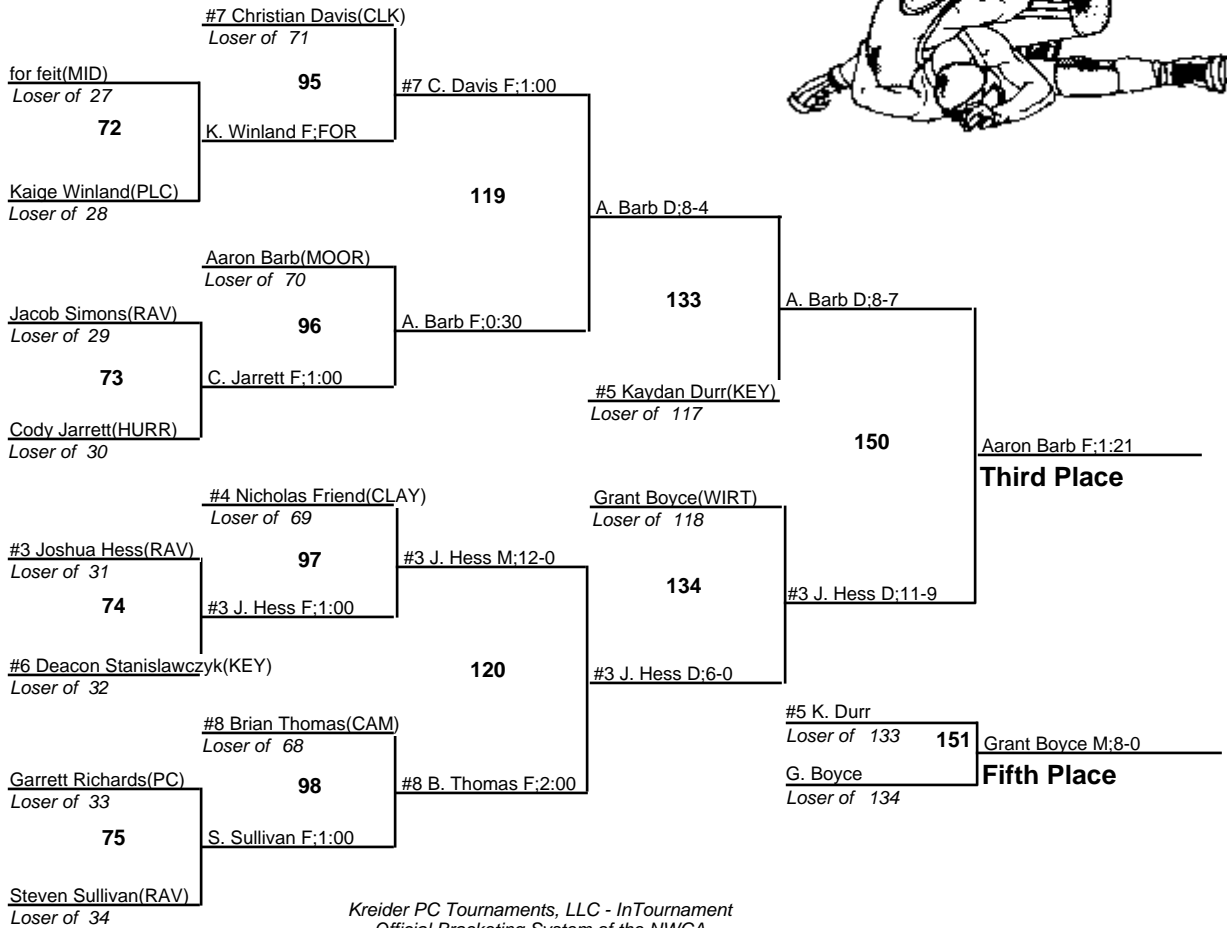 #7 Christian Davis(CLK)
Loser of 71
for feit(MID)
Loser of 27
95
#7 C. Davis F;1:00
72
K. Winland F;FOR
Kaige Winland(PLC)
Loser of 28
119
A. Barb D;8-4
Aaron Barb(MOOR)
Loser of 70
Jacob Simons(RAV)
Loser of 29
96
A. Barb F;0:30
133
A. Barb D;8-7
73
C. Jarrett F;1:00
#5 Kaydan Durr(KEY)
Loser of 117
Cody Jarrett(HURR)
Loser of 30
150
Aaron Barb F;1:21
Third Place
#4 Nicholas Friend(CLAY)
Loser of 69
Grant Boyce(WIRT)
Loser of 118
#3 Joshua Hess(RAV)
Loser of 31
97
#3 J. Hess M;12-0
134
74
#3 J. Hess F;1:00
#3 J. Hess D;11-9
#6 Deacon Stanislawczyk(KEY)
Loser of 32
120
#3 J. Hess D;6-0
#8 Brian Thomas(CAM)
Loser of 68
#5 K. Durr
Loser of 133
151
Grant Boyce M;8-0
Fifth Place
G. Boyce
Loser of 134
Garrett Richards(PC)
Loser of 33
98
#8 B. Thomas F;2:00
75
S. Sullivan F;1:00
Steven Sullivan(RAV)
Loser of 34
Kreider PC Tournaments, LLC - InTournament
Official Bracketing System of the NWCA